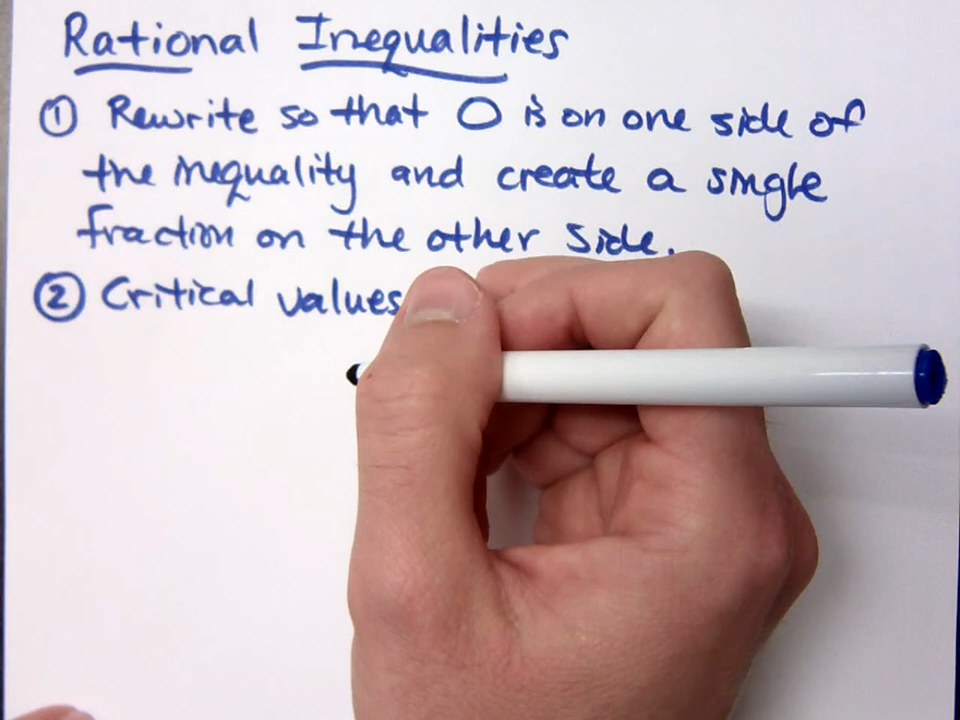 Rational Inequalities
① Rewrite so that 0 is on one side of
the inequality and create a single
fraction on the other side.
② Critical values